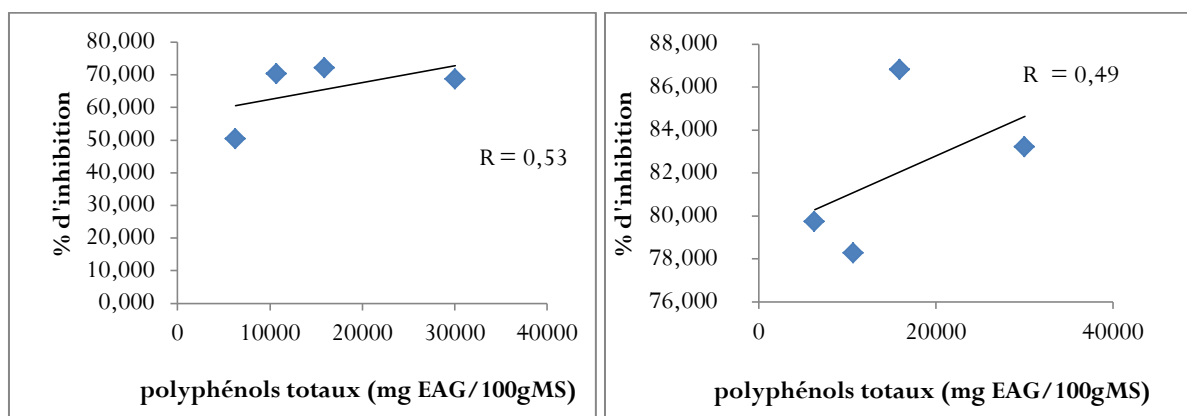 80,000
70,000
60,000
50,000
40,000
30,000
20,000
10,000
0,000
% d'inhibition
R = 0,53
0 10000 20000 30000 40000
polyphénols totaux (mg EAG/100gMS)
88,000
86,000
84,000
82,000
80,000
78,000
76,000
% d'inhibition
R = 0,49
0 20000 40000
polyphénols totaux (mg EAG/100gMS)